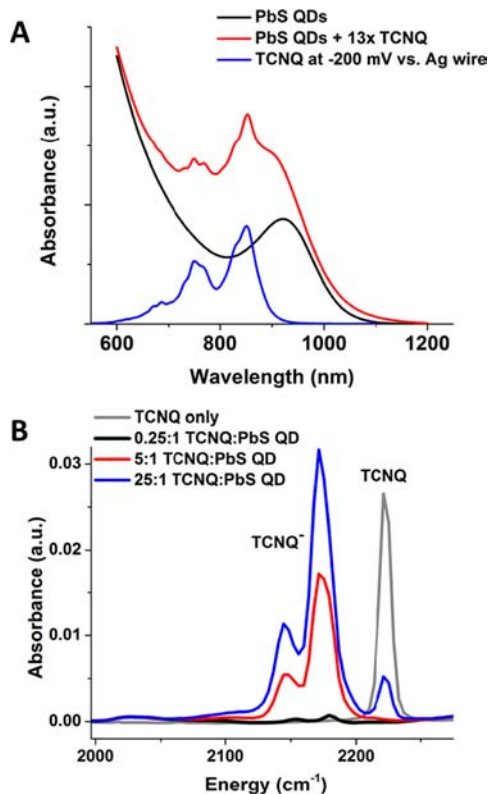 A
PbS QDs
PbS QDs + 13x TCNQ
TCNQ at -200 mV vs. Ag wire
Absorbance (a.u.)
600
800
1000
1200
Wavelength (nm)
B
TCNQ only
0.25:1 TCNQ:PbS QD
5:1 TCNQ:PbS QD
25:1 TCNQ:PbS QD
TCNQ
TCNQ⁻
0.03
0.02
0.01
0.00
Absorbance (a.u.)
2000
2100
2200
Energy (cm⁻¹)